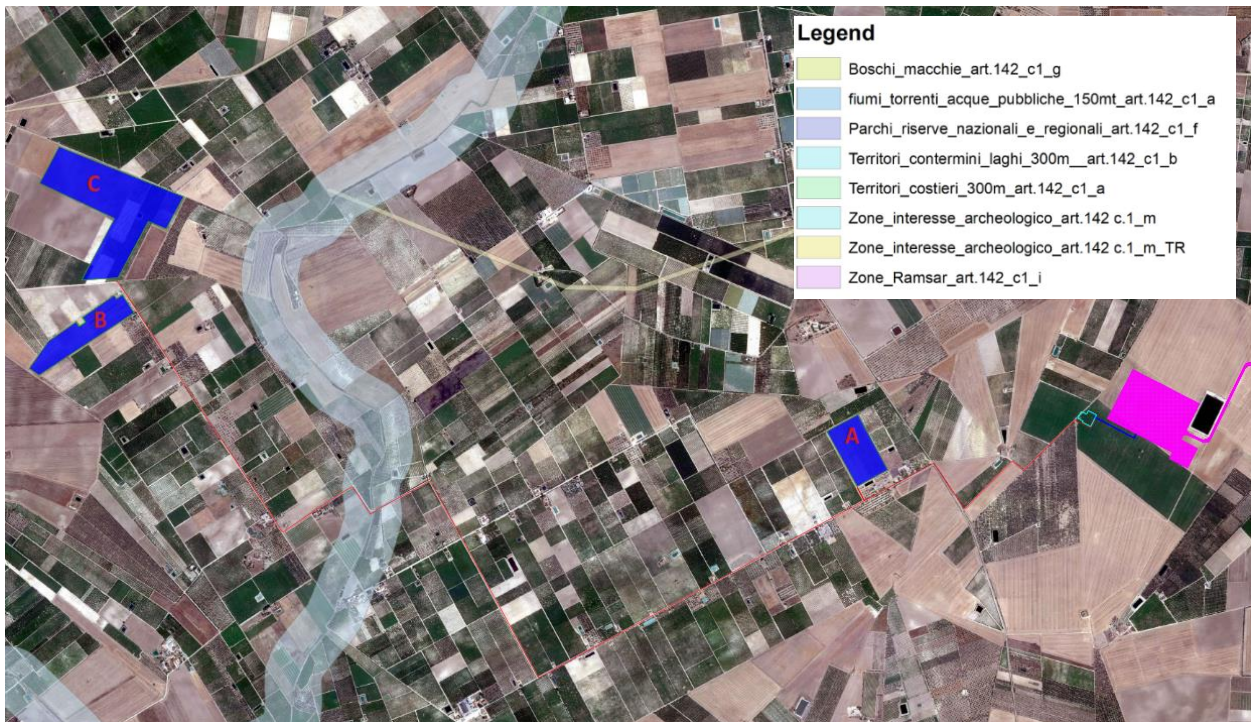 Legend
Boschi_macchie_art.142_c1_g
fiumi_torrenti_acque_pubbliche_150mt_art.142_c1_a
Parchi_riserve_nazionali_e_regionali_art.142_c1_f
Territori_contermini_laghi_300m__art.142_c1_b
Territori_costieri_300m_art.142_c1_a
Zone_interesse_archeologico_art.142 c.1_m
Zone_interesse_archeologico_art.142 c.1_m_TR
Zone_Ramsar_art.142_c1_i
C
B
A